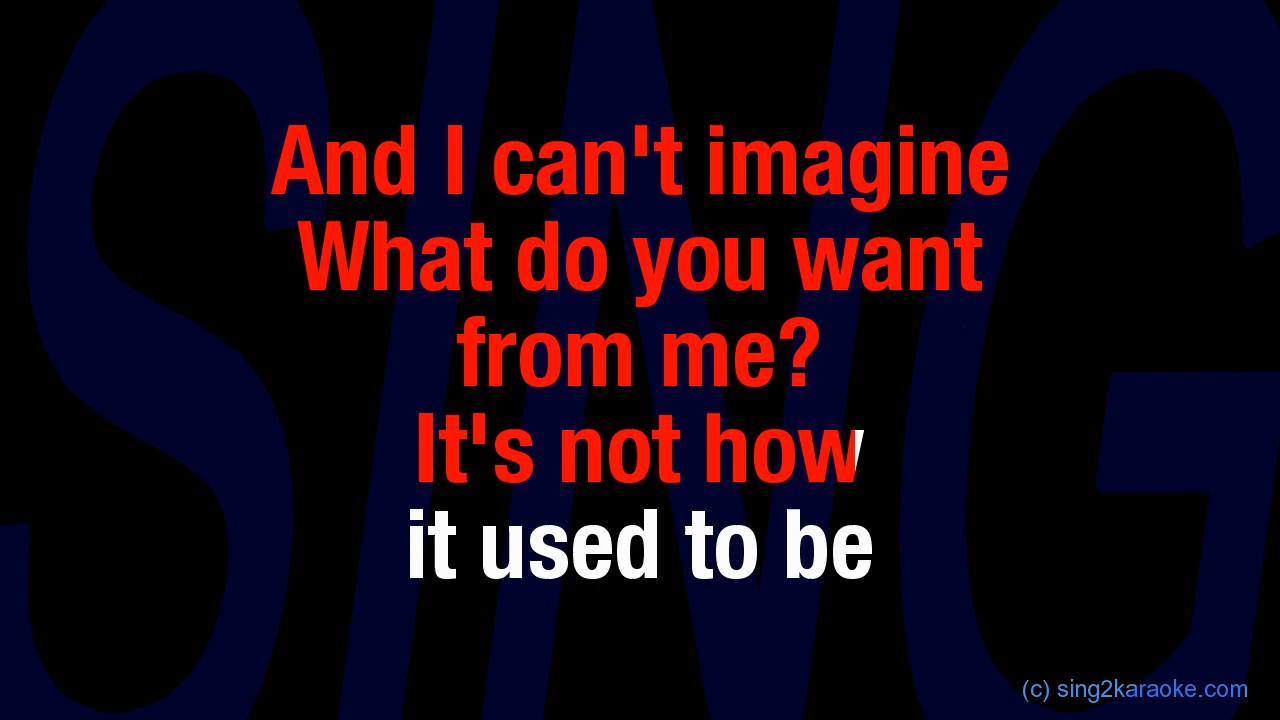 And I can't imagine
What do you want
from me?
It's not how
it used to be
(c) sing2karaoke.com
SING